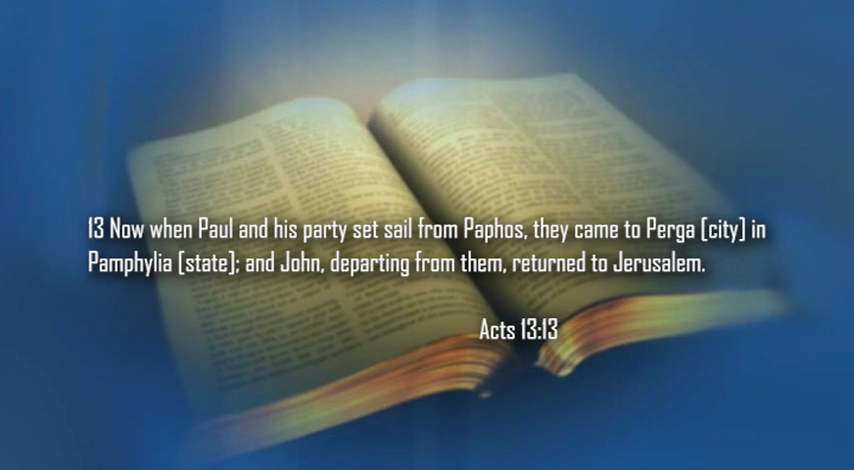 13 Now when Paul and his party set sail from Paphos, they came to Perga [city] in
Pamphylia [state]; and John, departing from them, returned to Jerusalem.
Acts 13:13